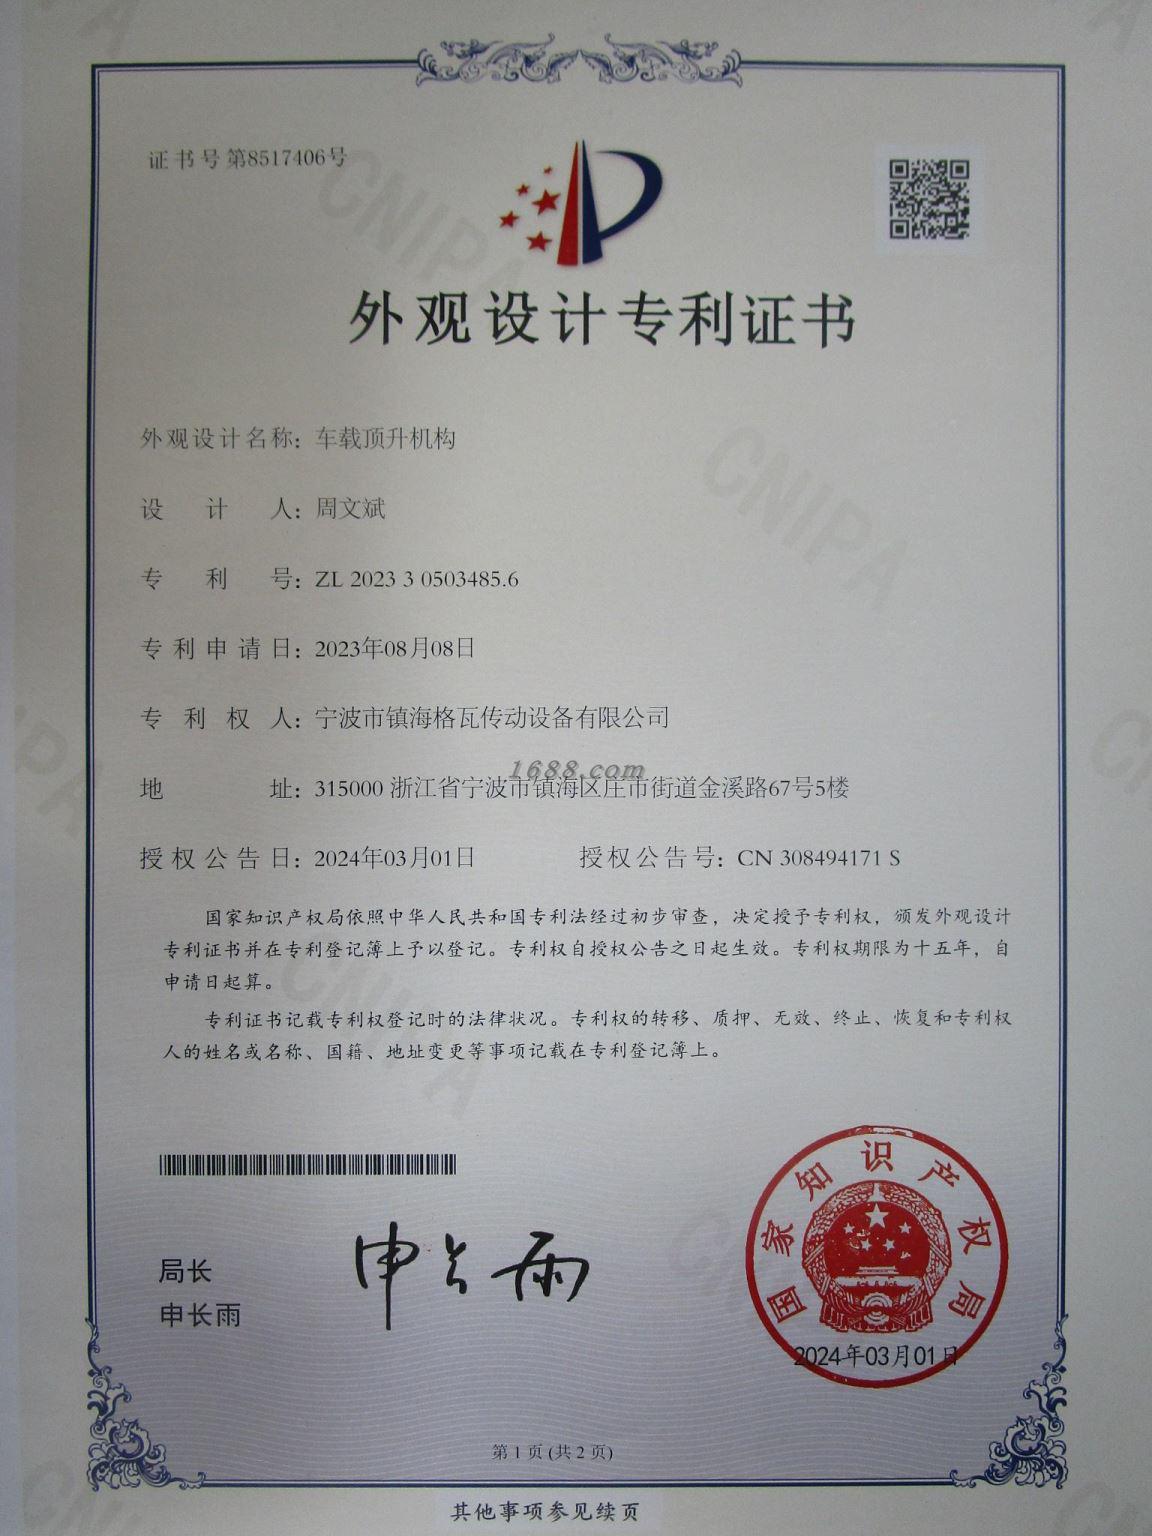 证书号第8517406号
外观设计专利证书
外观设计名称：车载顶升机构
设计人：周文斌
专利号：ZL 2023 3 0503485.6
专利申请日：2023年08月08日
专利权人：宁波市镇海格瓦传动设备有限公司
1688.com
地址：315000 浙江省宁波市镇海区庄市街道金溪路67号5楼
授权公告日：2024年03月01日 授权公告号：CN 308494171 S
国家知识产权局依照中华人民共和国专利法经过初步审查，决定授予专利权，颁发外观设计
专利证书并在专利登记簿上予以登记。专利权自授权公告之日起生效。专利权期限为十五年，自
申请日起算。
专利证书记载专利权登记时的法律状况。专利权的转移、质押、无效、终止、恢复和专利权
人的姓名或名称、国籍、地址变更等事项记载在专利登记簿上。
局长
申长雨
申长雨
国家知识产权局
2024年03月01日
第 1 页 (共 2 页)
其他事项参见续页
CNIPA
CNIPA
CNIPA
CNIPA